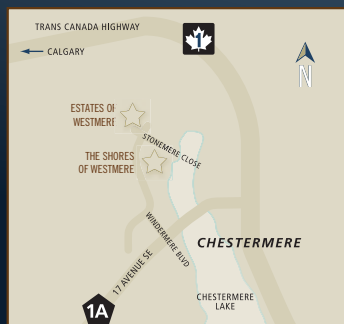 TRANS CANADA HIGHWAY
1
CALGARY
N
ESTATES OF
WESTMERE
STONEMERE CLOSE
THE SHORES
OF WESTMERE
WINDERMERE BLVD
CHESTERMERE
17 AVENUE SE
1A
CHESTERMERE
LAKE